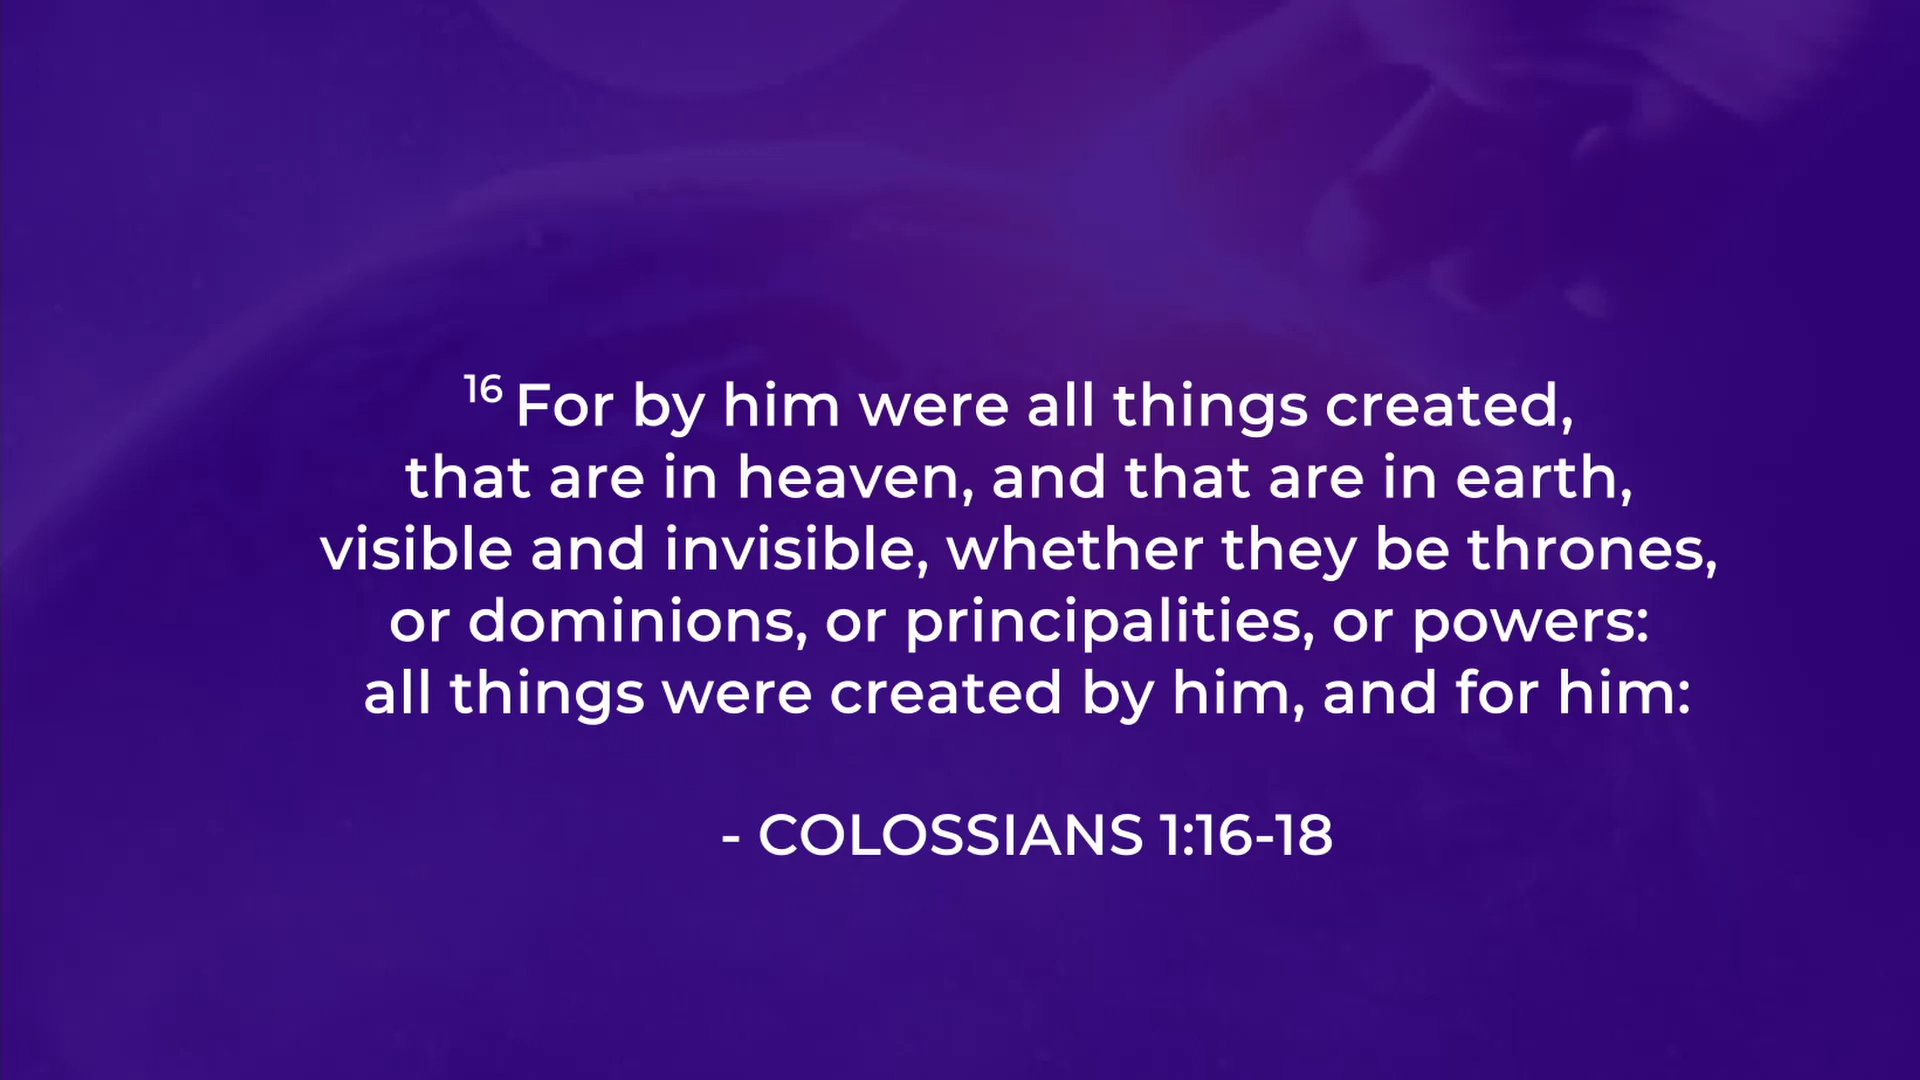 16 For by him were all things created,
that are in heaven, and that are in earth,
visible and invisible, whether they be thrones,
or dominions, or principalities, or powers:
all things were created by him, and for him:
- COLOSSIANS 1:16-18